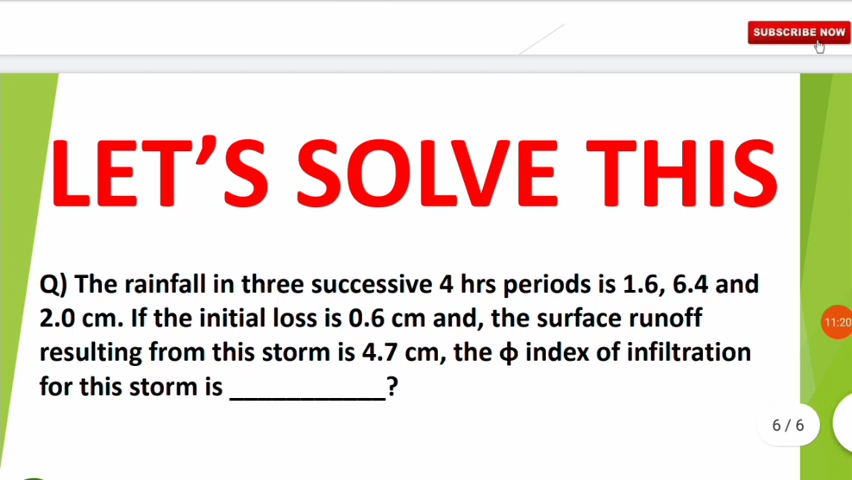 SUBSCRIBE NOW
LET’S SOLVE THIS
Q) The rainfall in three successive 4 hrs periods is 1.6, 6.4 and
2.0 cm. If the initial loss is 0.6 cm and, the surface runoff
resulting from this storm is 4.7 cm, the ϕ index of infiltration
for this storm is ___________?
11:20
6 / 6